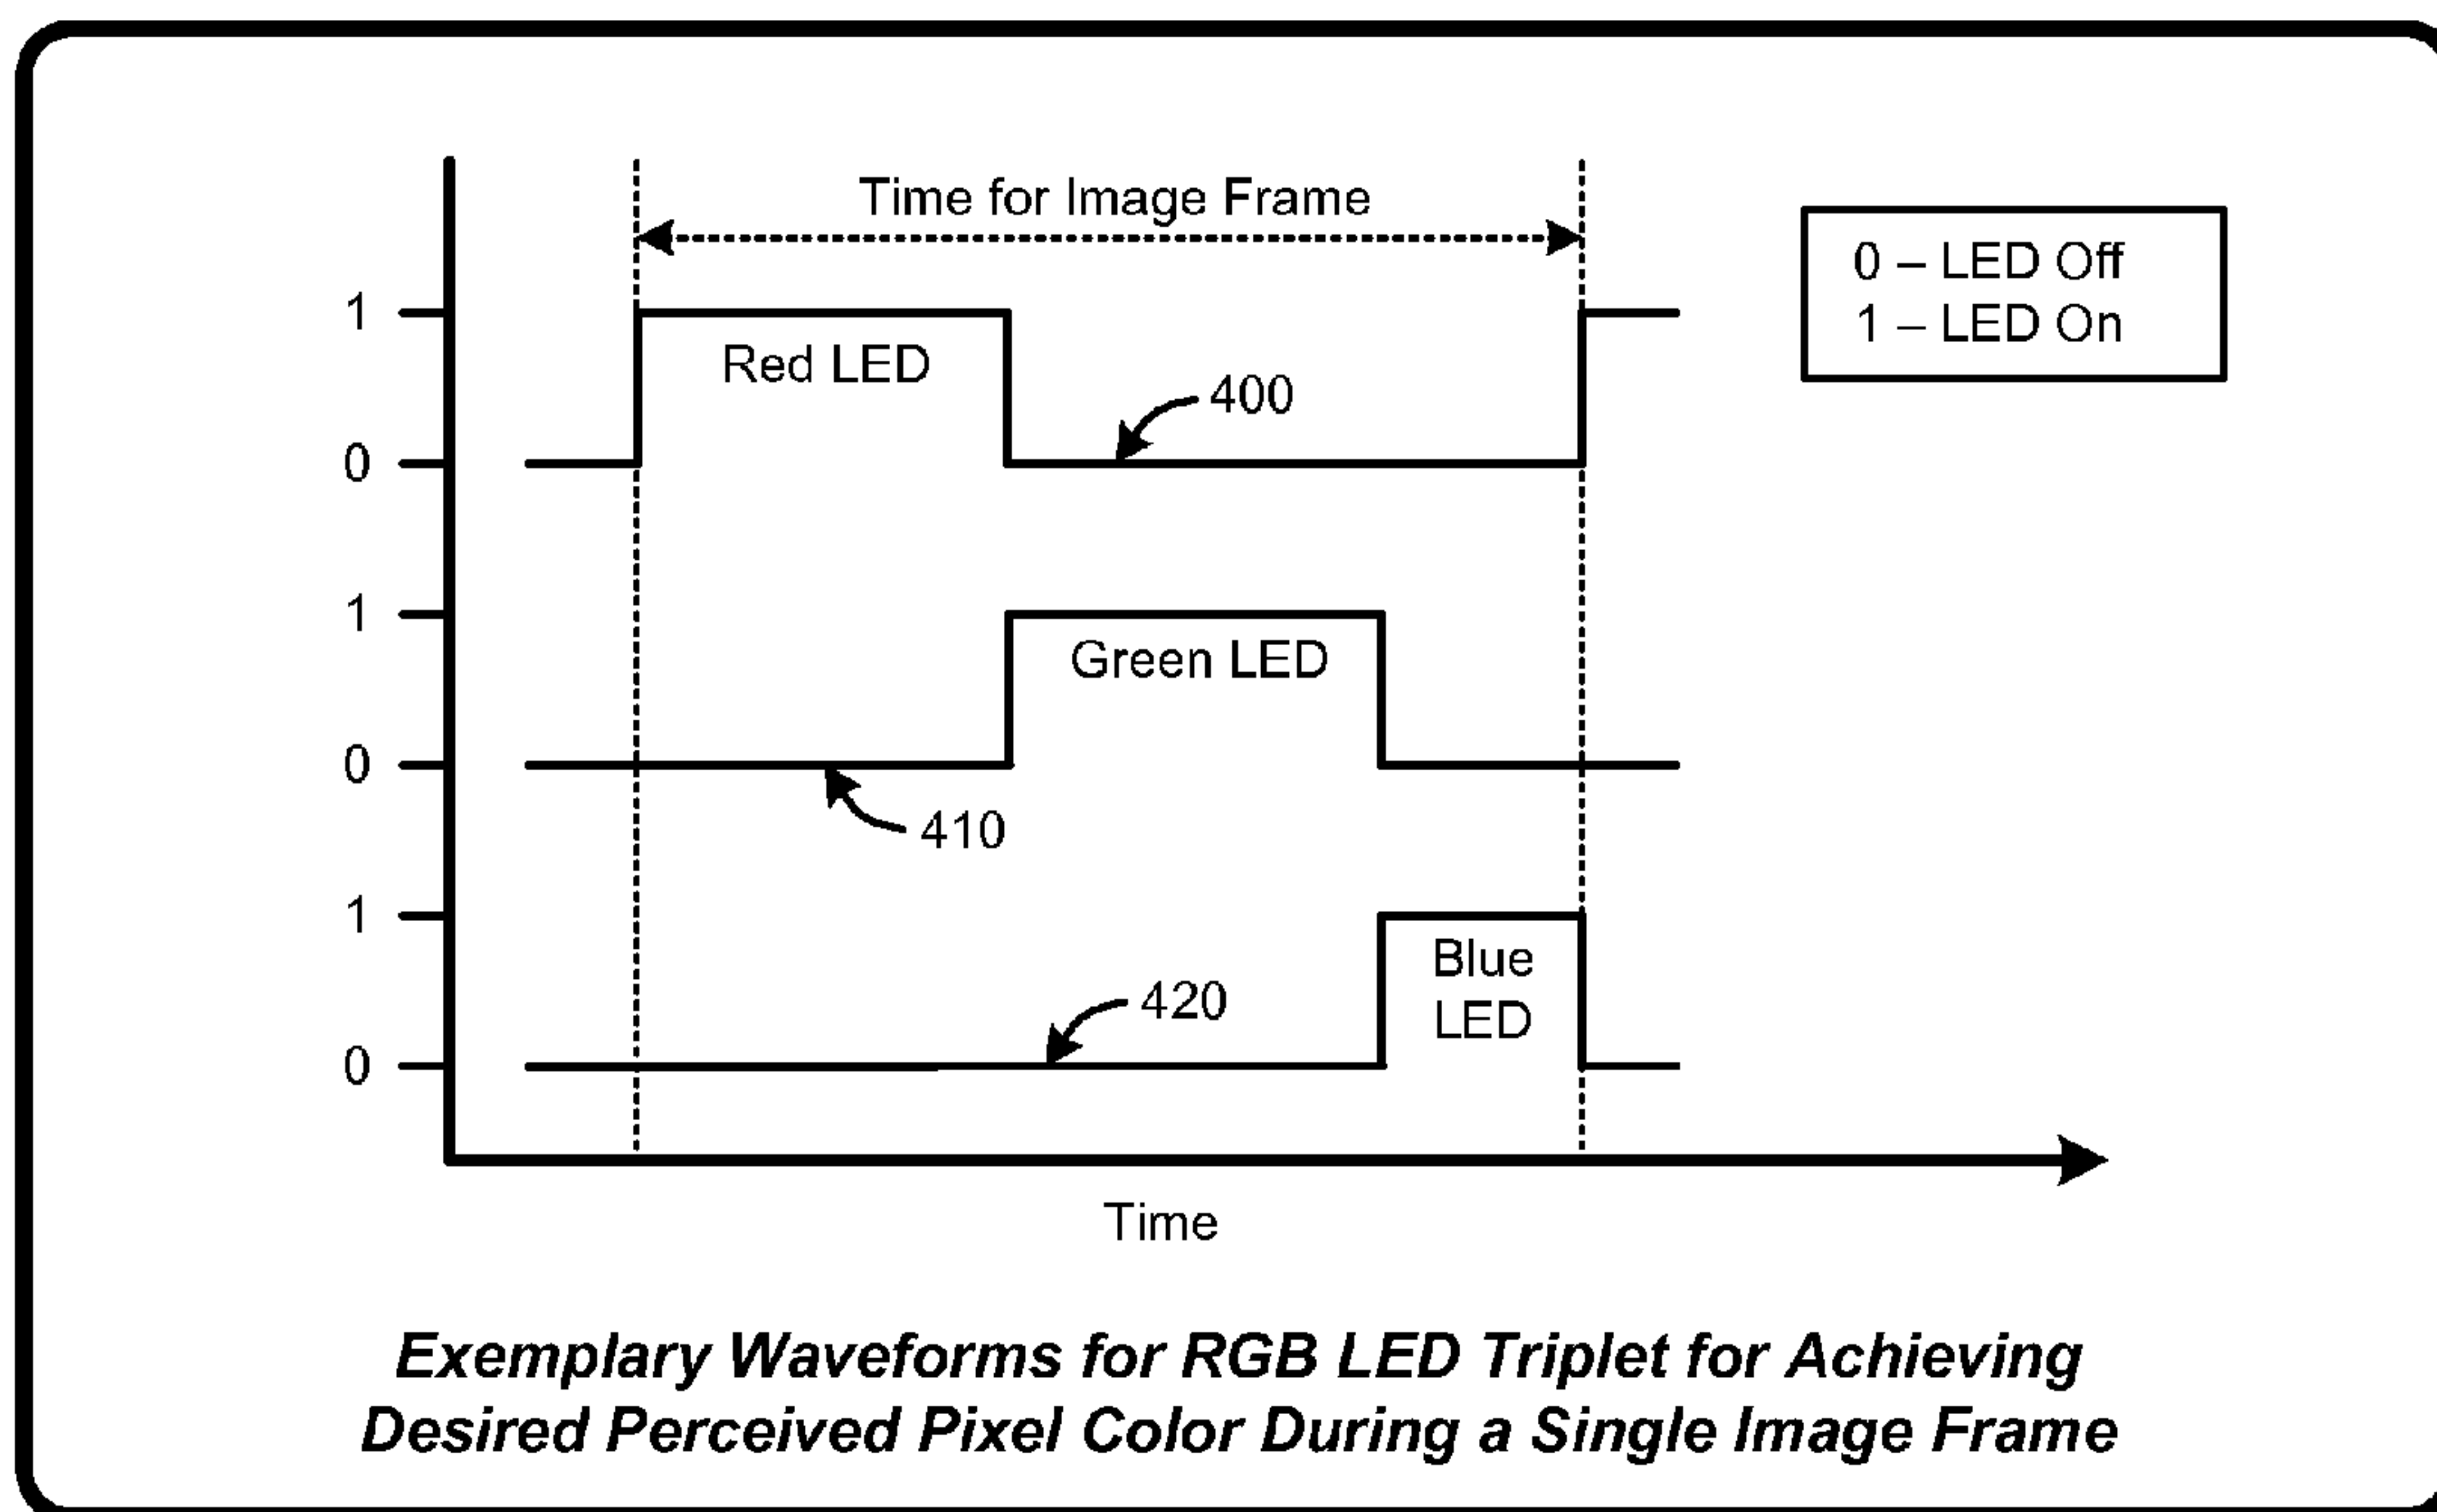 Time for Image Frame
0 – LED Off
1 – LED On
1
Red LED
400
0
1
Green LED
0
410
1
Blue
LED
420
0
Time
Exemplary Waveforms for RGB LED Triplet for Achieving
Desired Perceived Pixel Color During a Single Image Frame